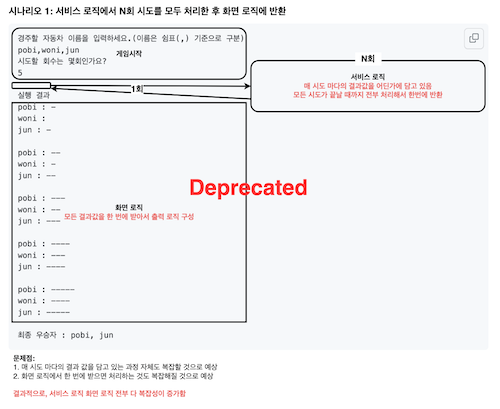 시나리오 1: 서비스 로직에서 N회 시도를 모두 처리한 후 화면 로직에 반환
경주할 자동차 이름을 입력하세요.(이름은 쉼표(,) 기준으로 구분)
pobi,woni,jun
게임시작
시도할 회수는 몇회인가요?
5
N회
서비스 로직
매 시도 마다의 결과값을 어딘가에 담고 있음
모든 시도가 끝날 때까지 전부 처리해서 한번에 반환
1회
실행 결과
pobi : -
woni :
jun : -
pobi : --
woni : -
jun : --
Deprecated
pobi : ---
woni : --
jun : ---
화면 로직
모든 결과값을 한 번에 받아서 출력 로직 구성
pobi : ----
woni : ---
jun : ----
pobi : -----
woni : ----
jun : -----
최종 우승자 : pobi, jun
문제점:
1. 매 시도 마다의 결과 값을 담고 있는 과정 자체도 복잡할 것으로 예상
2. 화면 로직에서 한 번에 받으면 처리하는 것도 복잡해질 것으로 예상
결과적으로, 서비스 로직 화면 로직 전부 다 복잡성이 증가함